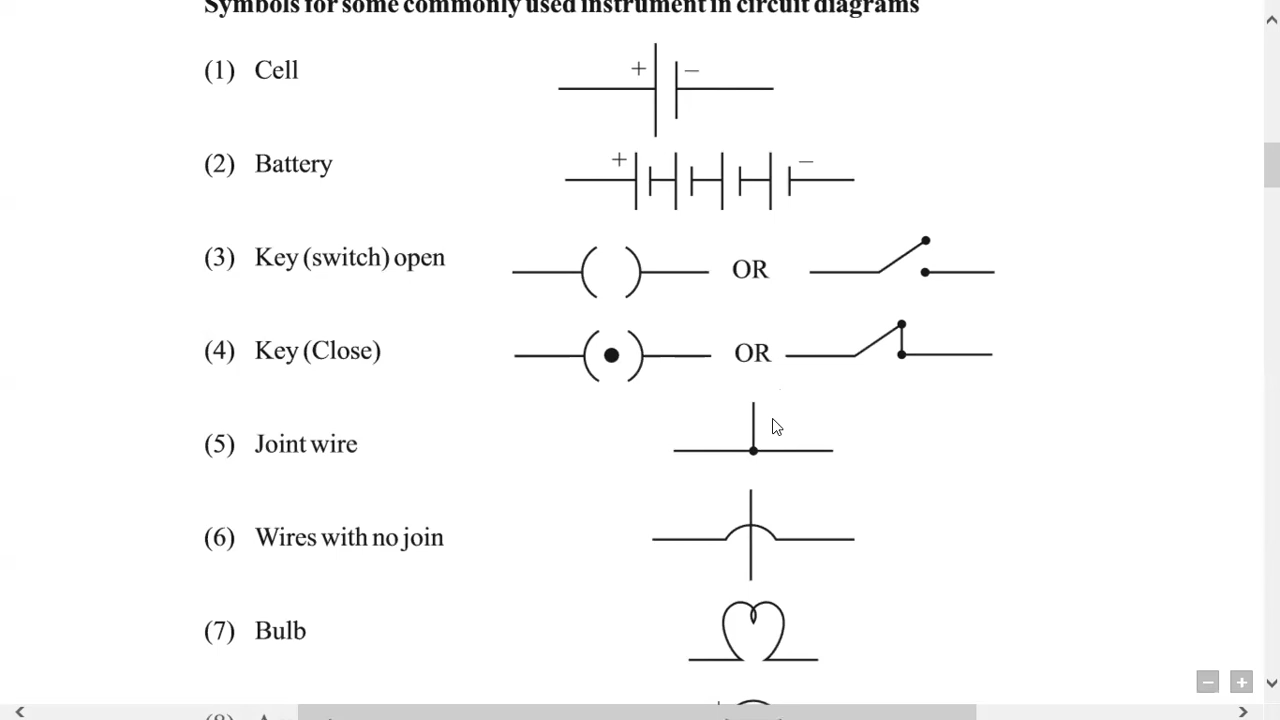 Symbols for some commonly used instrument in circuit diagrams
(1) Cell
+ –
(2) Battery
+ –
(3) Key (switch) open
OR
(4) Key (Close)
OR
(5) Joint wire
(6) Wires with no join
(7) Bulb